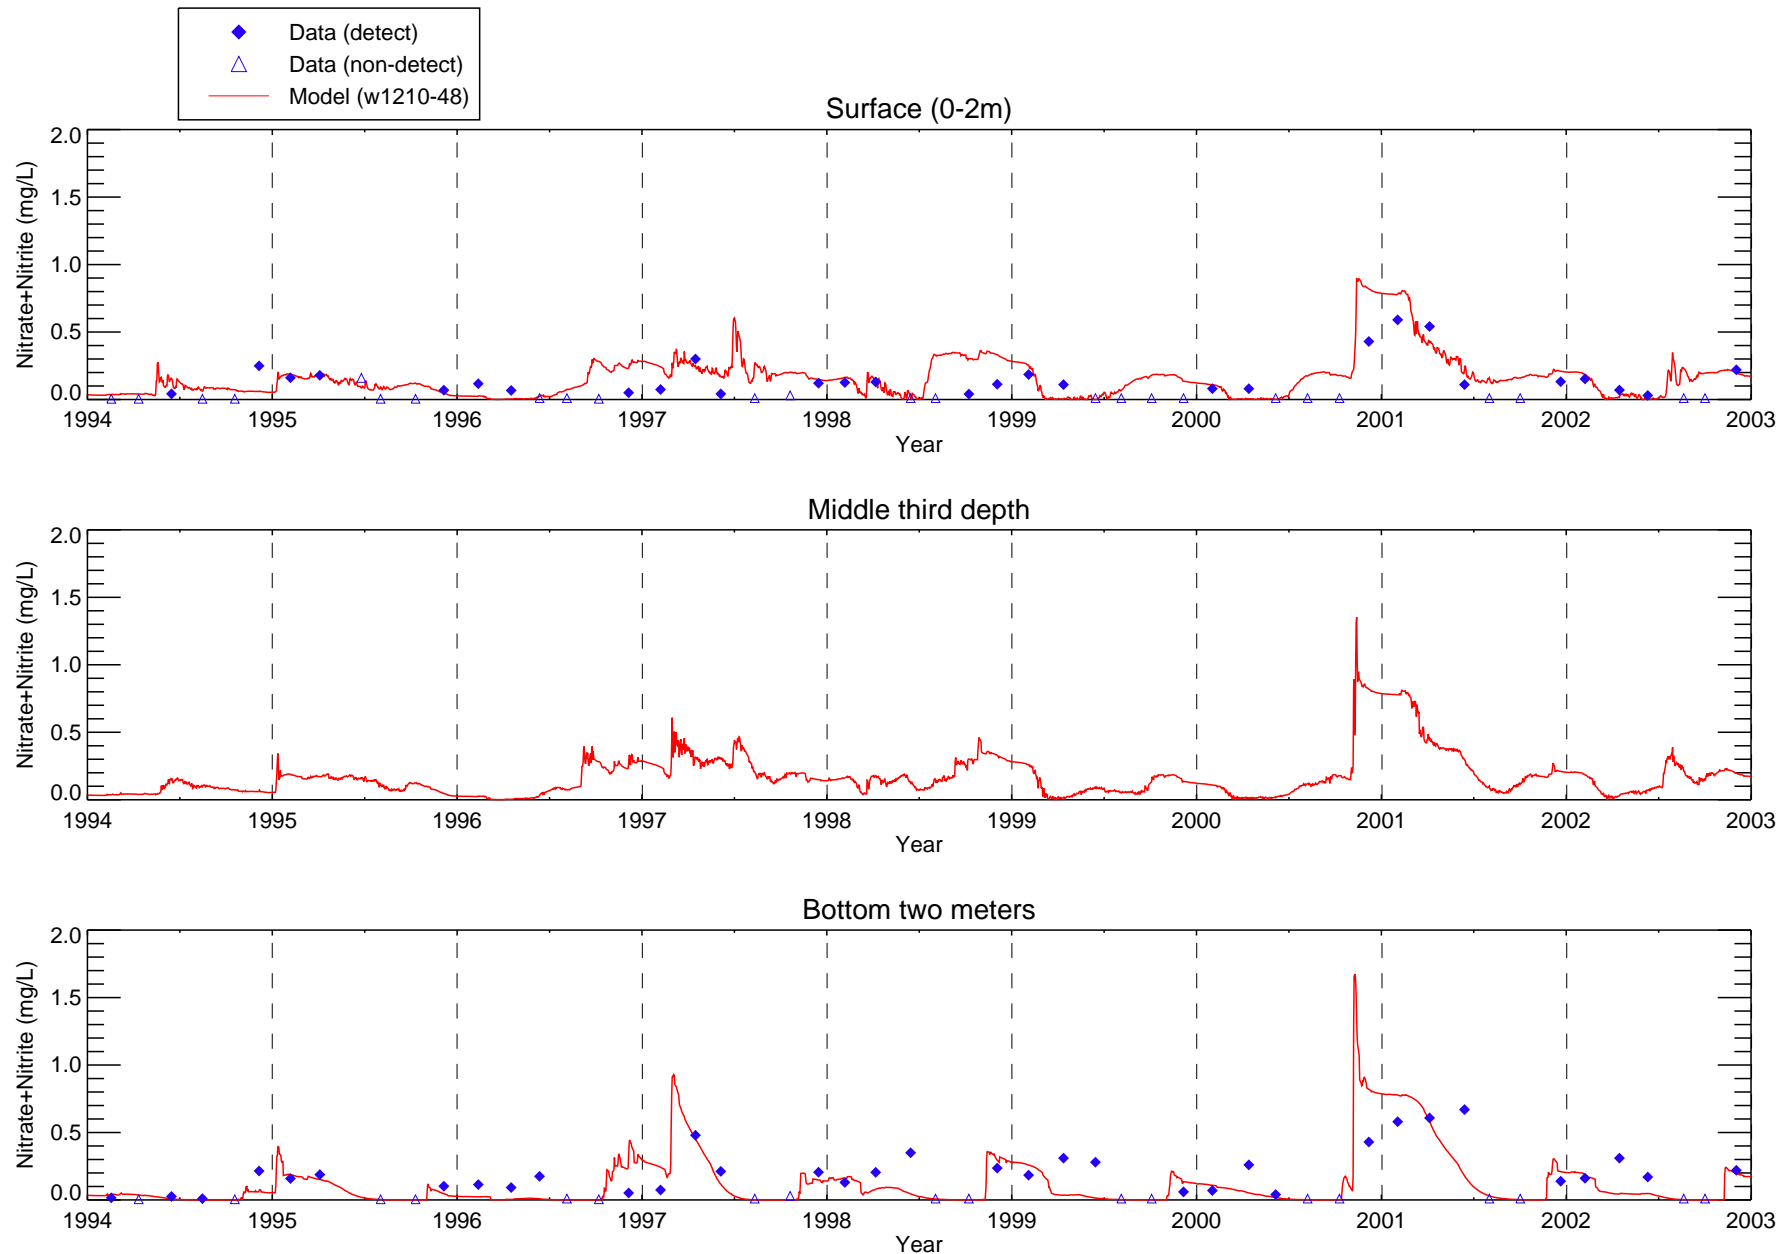 Data (detect)
Data (non-detect)
Model (w1210-48)
Surface (0-2m)
Nitrate+Nitrite (mg/L)
2.0
1.5
1.0
0.5
0.0
1994 1995 1996 1997 1998 1999 2000 2001 2002 2003
Year
Middle third depth
Nitrate+Nitrite (mg/L)
2.0
1.5
1.0
0.5
0.0
1994 1995 1996 1997 1998 1999 2000 2001 2002 2003
Year
Bottom two meters
Nitrate+Nitrite (mg/L)
2.0
1.5
1.0
0.5
0.0
1994 1995 1996 1997 1998 1999 2000 2001 2002 2003
Year